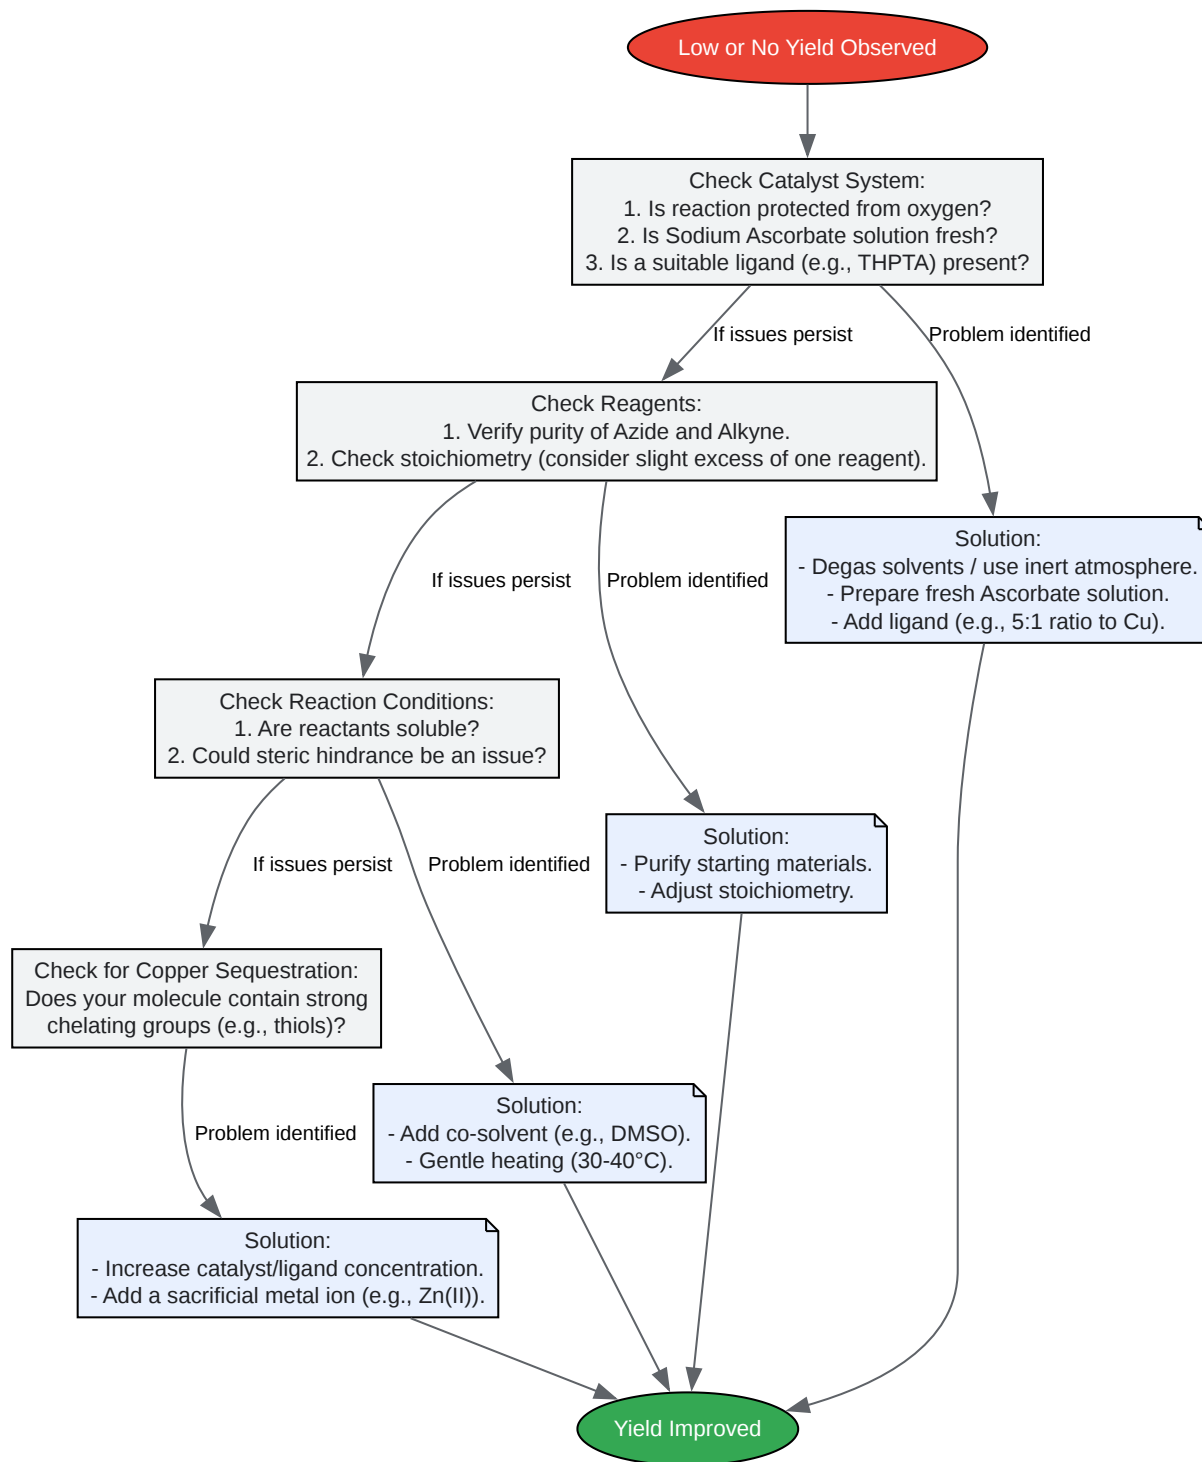 Low or No Yield Observed
Check Catalyst System:
1. Is reaction protected from oxygen?
2. Is Sodium Ascorbate solution fresh?
3. Is a suitable ligand (e.g., THPTA) present?
If issues persist
Problem identified
Check Reagents:
1. Verify purity of Azide and Alkyne.
2. Check stoichiometry (consider slight excess of one reagent).
Solution:
- Degas solvents / use inert atmosphere.
- Prepare fresh Ascorbate solution.
- Add ligand (e.g., 5:1 ratio to Cu).
If issues persist
Problem identified
Check Reaction Conditions:
1. Are reactants soluble?
2. Could steric hindrance be an issue?
Solution:
- Purify starting materials.
- Adjust stoichiometry.
If issues persist
Problem identified
Check for Copper Sequestration:
Does your molecule contain strong
chelating groups (e.g., thiols)?
Solution:
- Add co-solvent (e.g., DMSO).
- Gentle heating (30-40°C).
Problem identified
Solution:
- Increase catalyst/ligand concentration.
- Add a sacrificial metal ion (e.g., Zn(II)).
Yield Improved